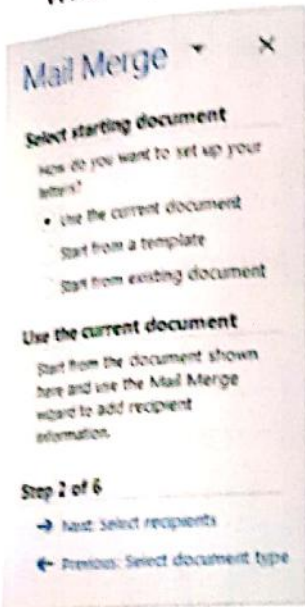 Mail Merge
Select starting document
How do you want to set up your
letters?
Use the current document
Start from a template
Start from existing document
Use the current document
Start from the document shown
here and use the Mail Merge
wizard to add recipient
information.
Step 2 of 6
→ Next: Select recipients
← Previous: Select document type